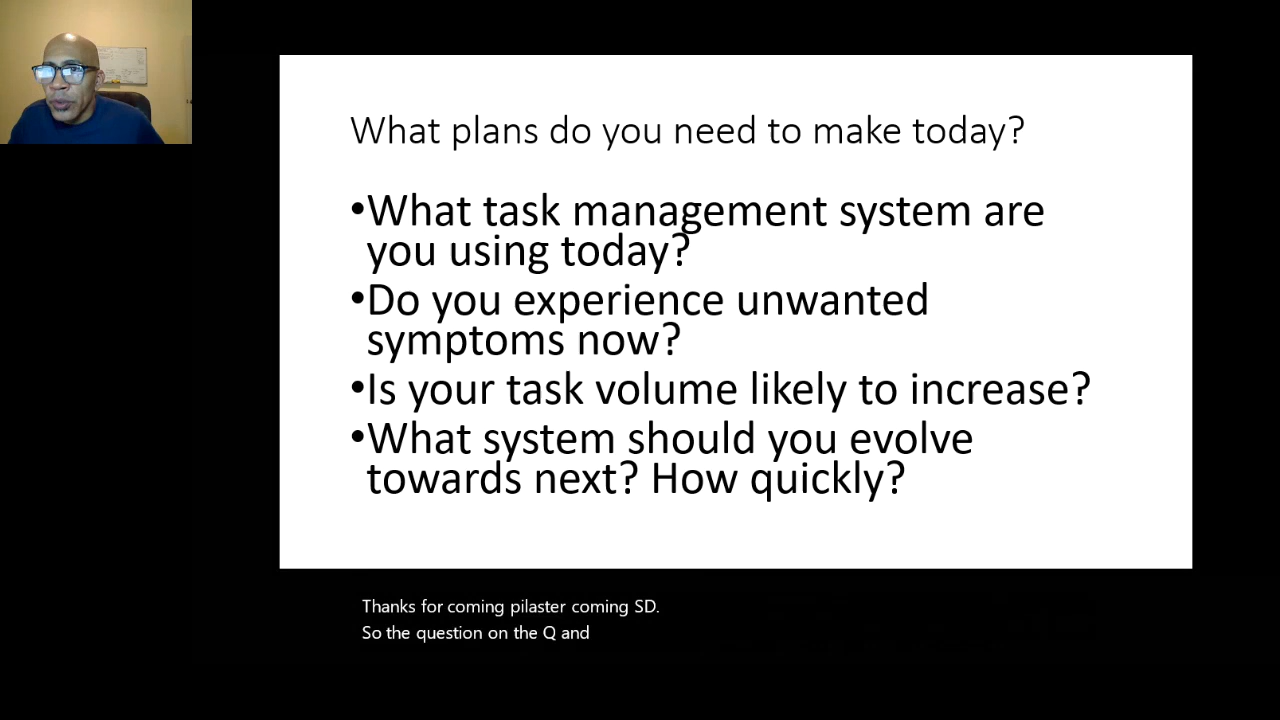 What plans do you need to make today?
•What task management system are
you using today?
•Do you experience unwanted
symptoms now?
•Is your task volume likely to increase?
•What system should you evolve
towards next? How quickly?
Thanks for coming pilaster coming SD.
So the question on the Q and